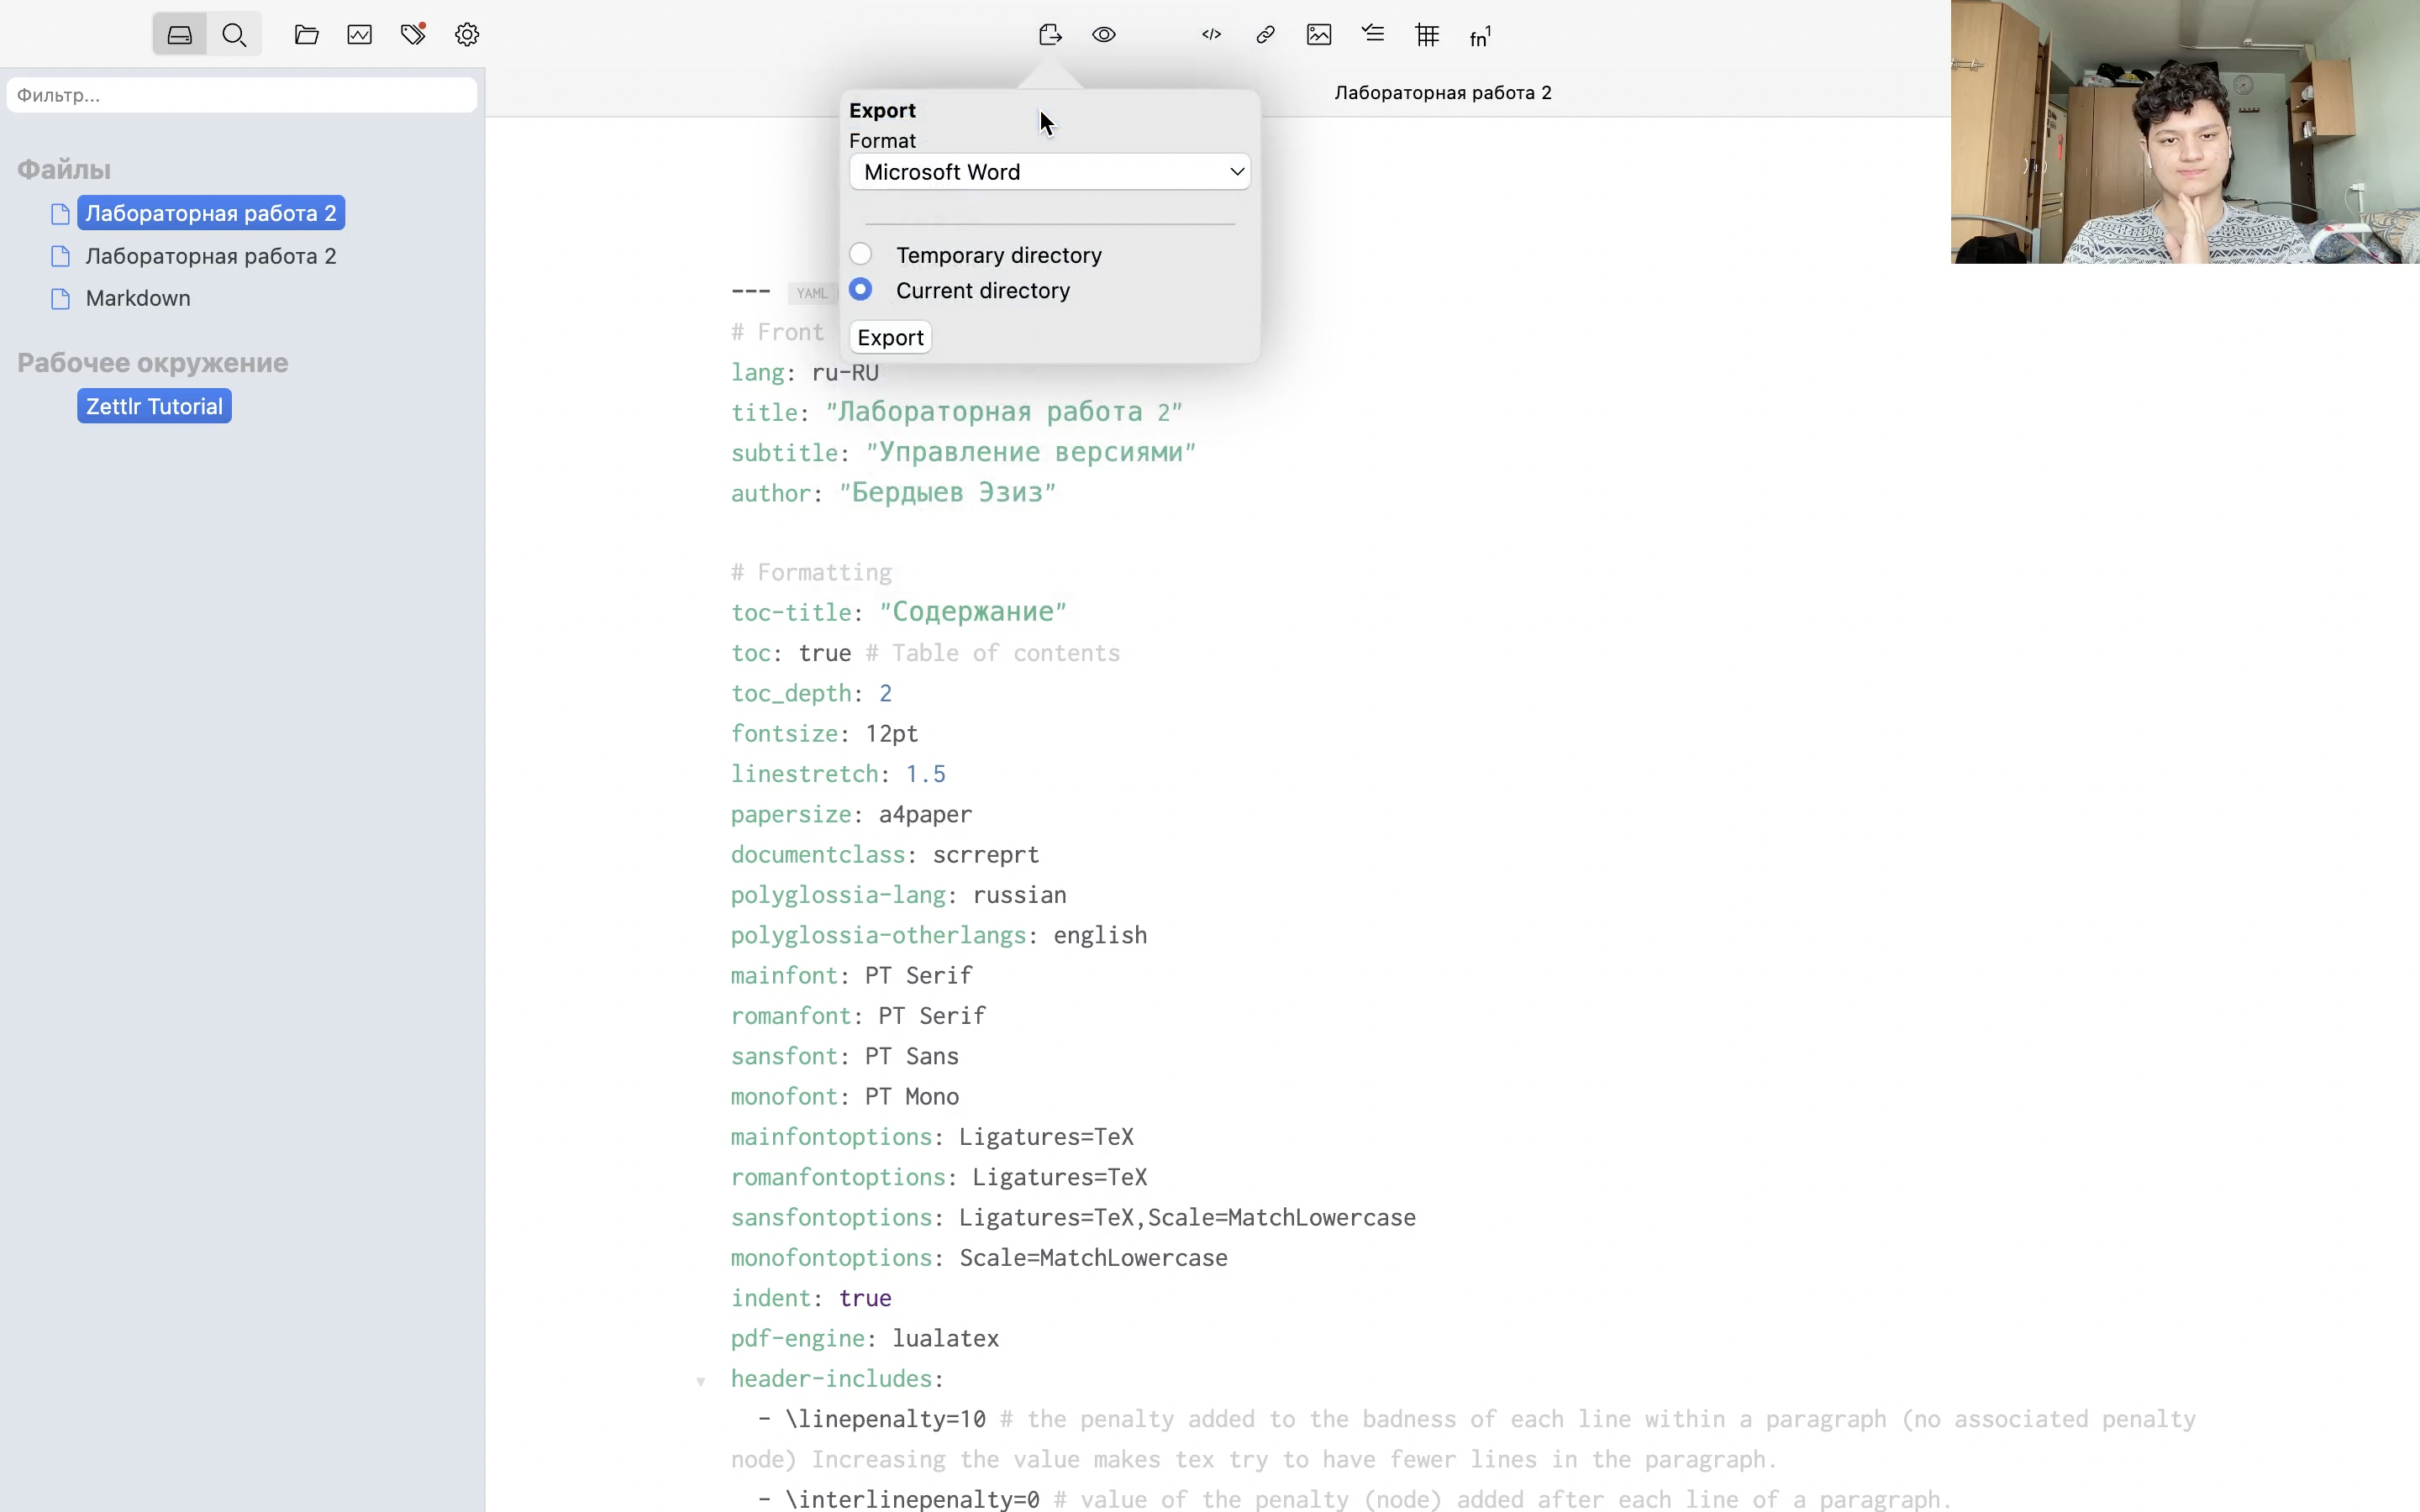 fn1
Лабораторная работа 2
Фильтр...
Файлы
Лабораторная работа 2
Лабораторная работа 2
Markdown
Рабочее окружение
Zettlr Tutorial
Export
Format
Microsoft Word
Temporary directory
Current directory
Export
--- YAML
# Front
lang: ru-RU
title: "Лабораторная работа 2"
subtitle: "Управление версиями"
author: "Бердыев Эзиз"
# Formatting
toc-title: "Содержание"
toc: true # Table of contents
toc_depth: 2
fontsize: 12pt
linestretch: 1.5
papersize: a4paper
documentclass: scrreprt
polyglossia-lang: russian
polyglossia-otherlangs: english
mainfont: PT Serif
romanfont: PT Serif
sansfont: PT Sans
monofont: PT Mono
mainfontoptions: Ligatures=TeX
romanfontoptions: Ligatures=TeX
sansfontoptions: Ligatures=TeX,Scale=MatchLowercase
monofontoptions: Scale=MatchLowercase
indent: true
pdf-engine: lualatex
header-includes:
- \linepenalty=10 # the penalty added to the badness of each line within a paragraph (no associated penalty
node) Increasing the value makes tex try to have fewer lines in the paragraph.
- \interlinepenalty=0 # value of the penalty (node) added after each line of a paragraph.